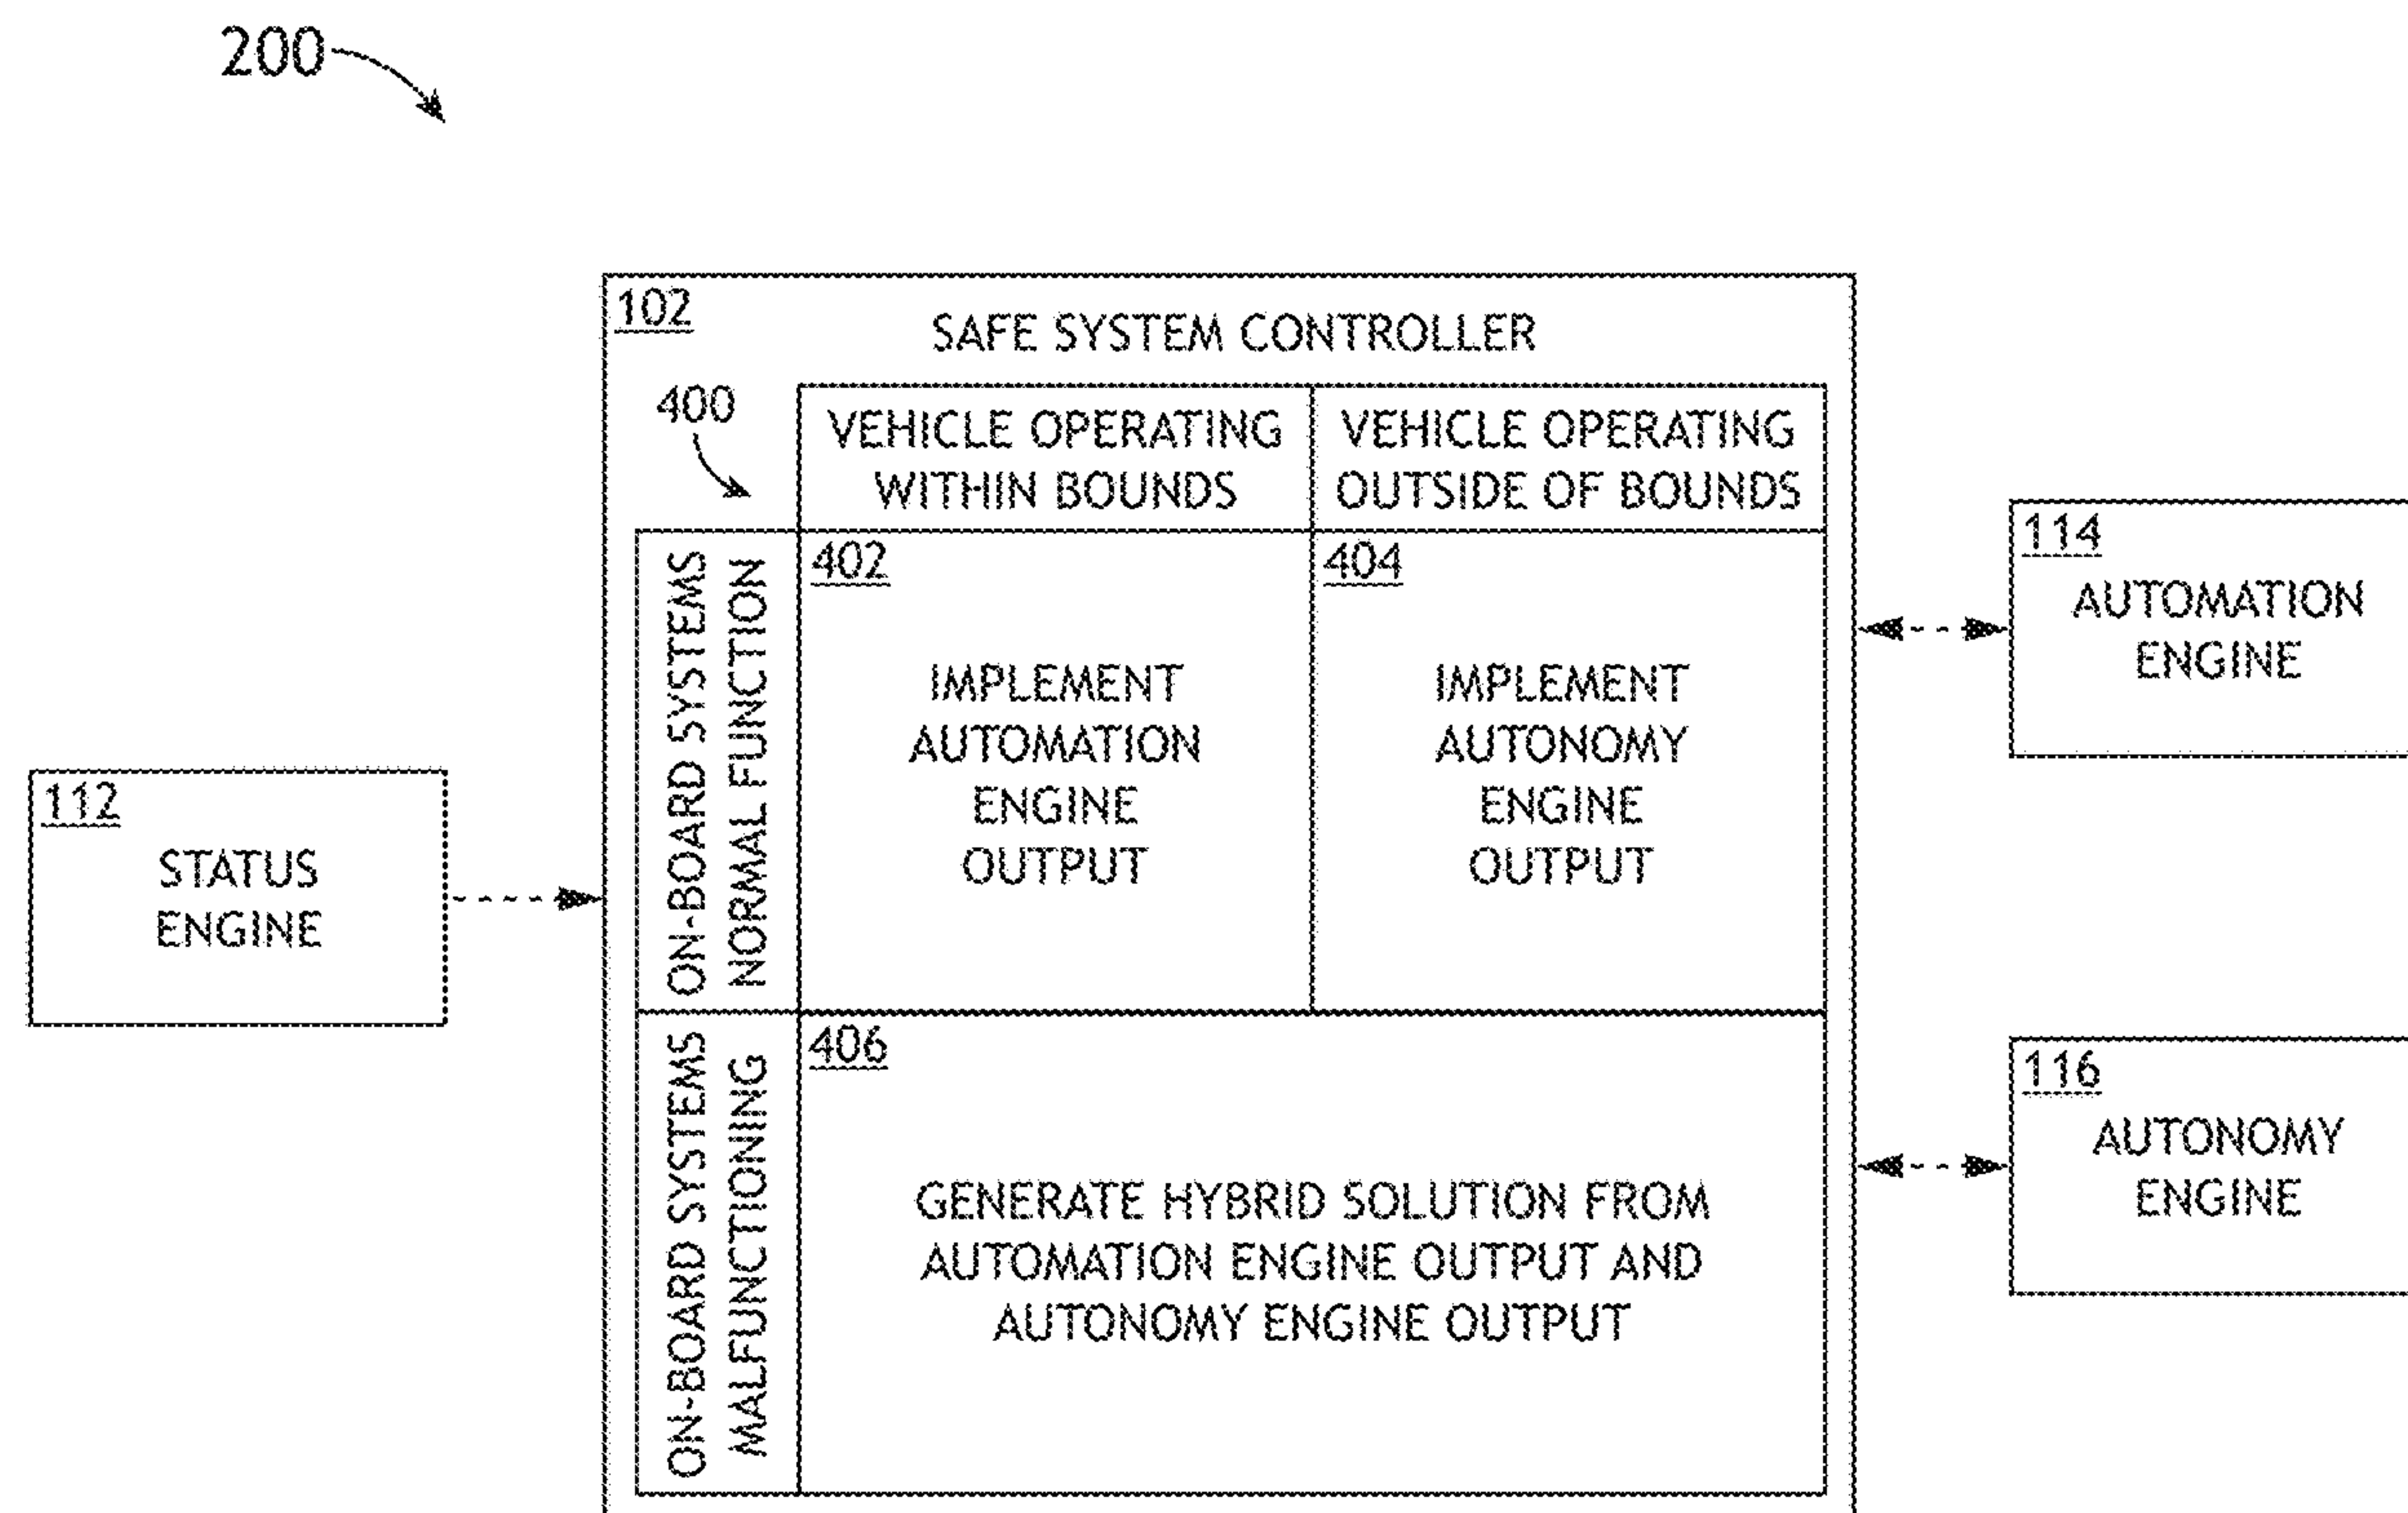 200
102
SAFE SYSTEM CONTROLLER
400
VEHICLE OPERATING
WITHIN BOUNDS
VEHICLE OPERATING
OUTSIDE OF BOUNDS
ON-BOARD SYSTEMS
NORMAL FUNCTION
402
IMPLEMENT
AUTOMATION
ENGINE
OUTPUT
404
IMPLEMENT
AUTONOMY
ENGINE
OUTPUT
ON-BOARD SYSTEMS
MALFUNCTIONING
406
GENERATE HYBRID SOLUTION FROM
AUTOMATION ENGINE OUTPUT AND
AUTONOMY ENGINE OUTPUT
112
STATUS
ENGINE
114
AUTOMATION
ENGINE
116
AUTONOMY
ENGINE